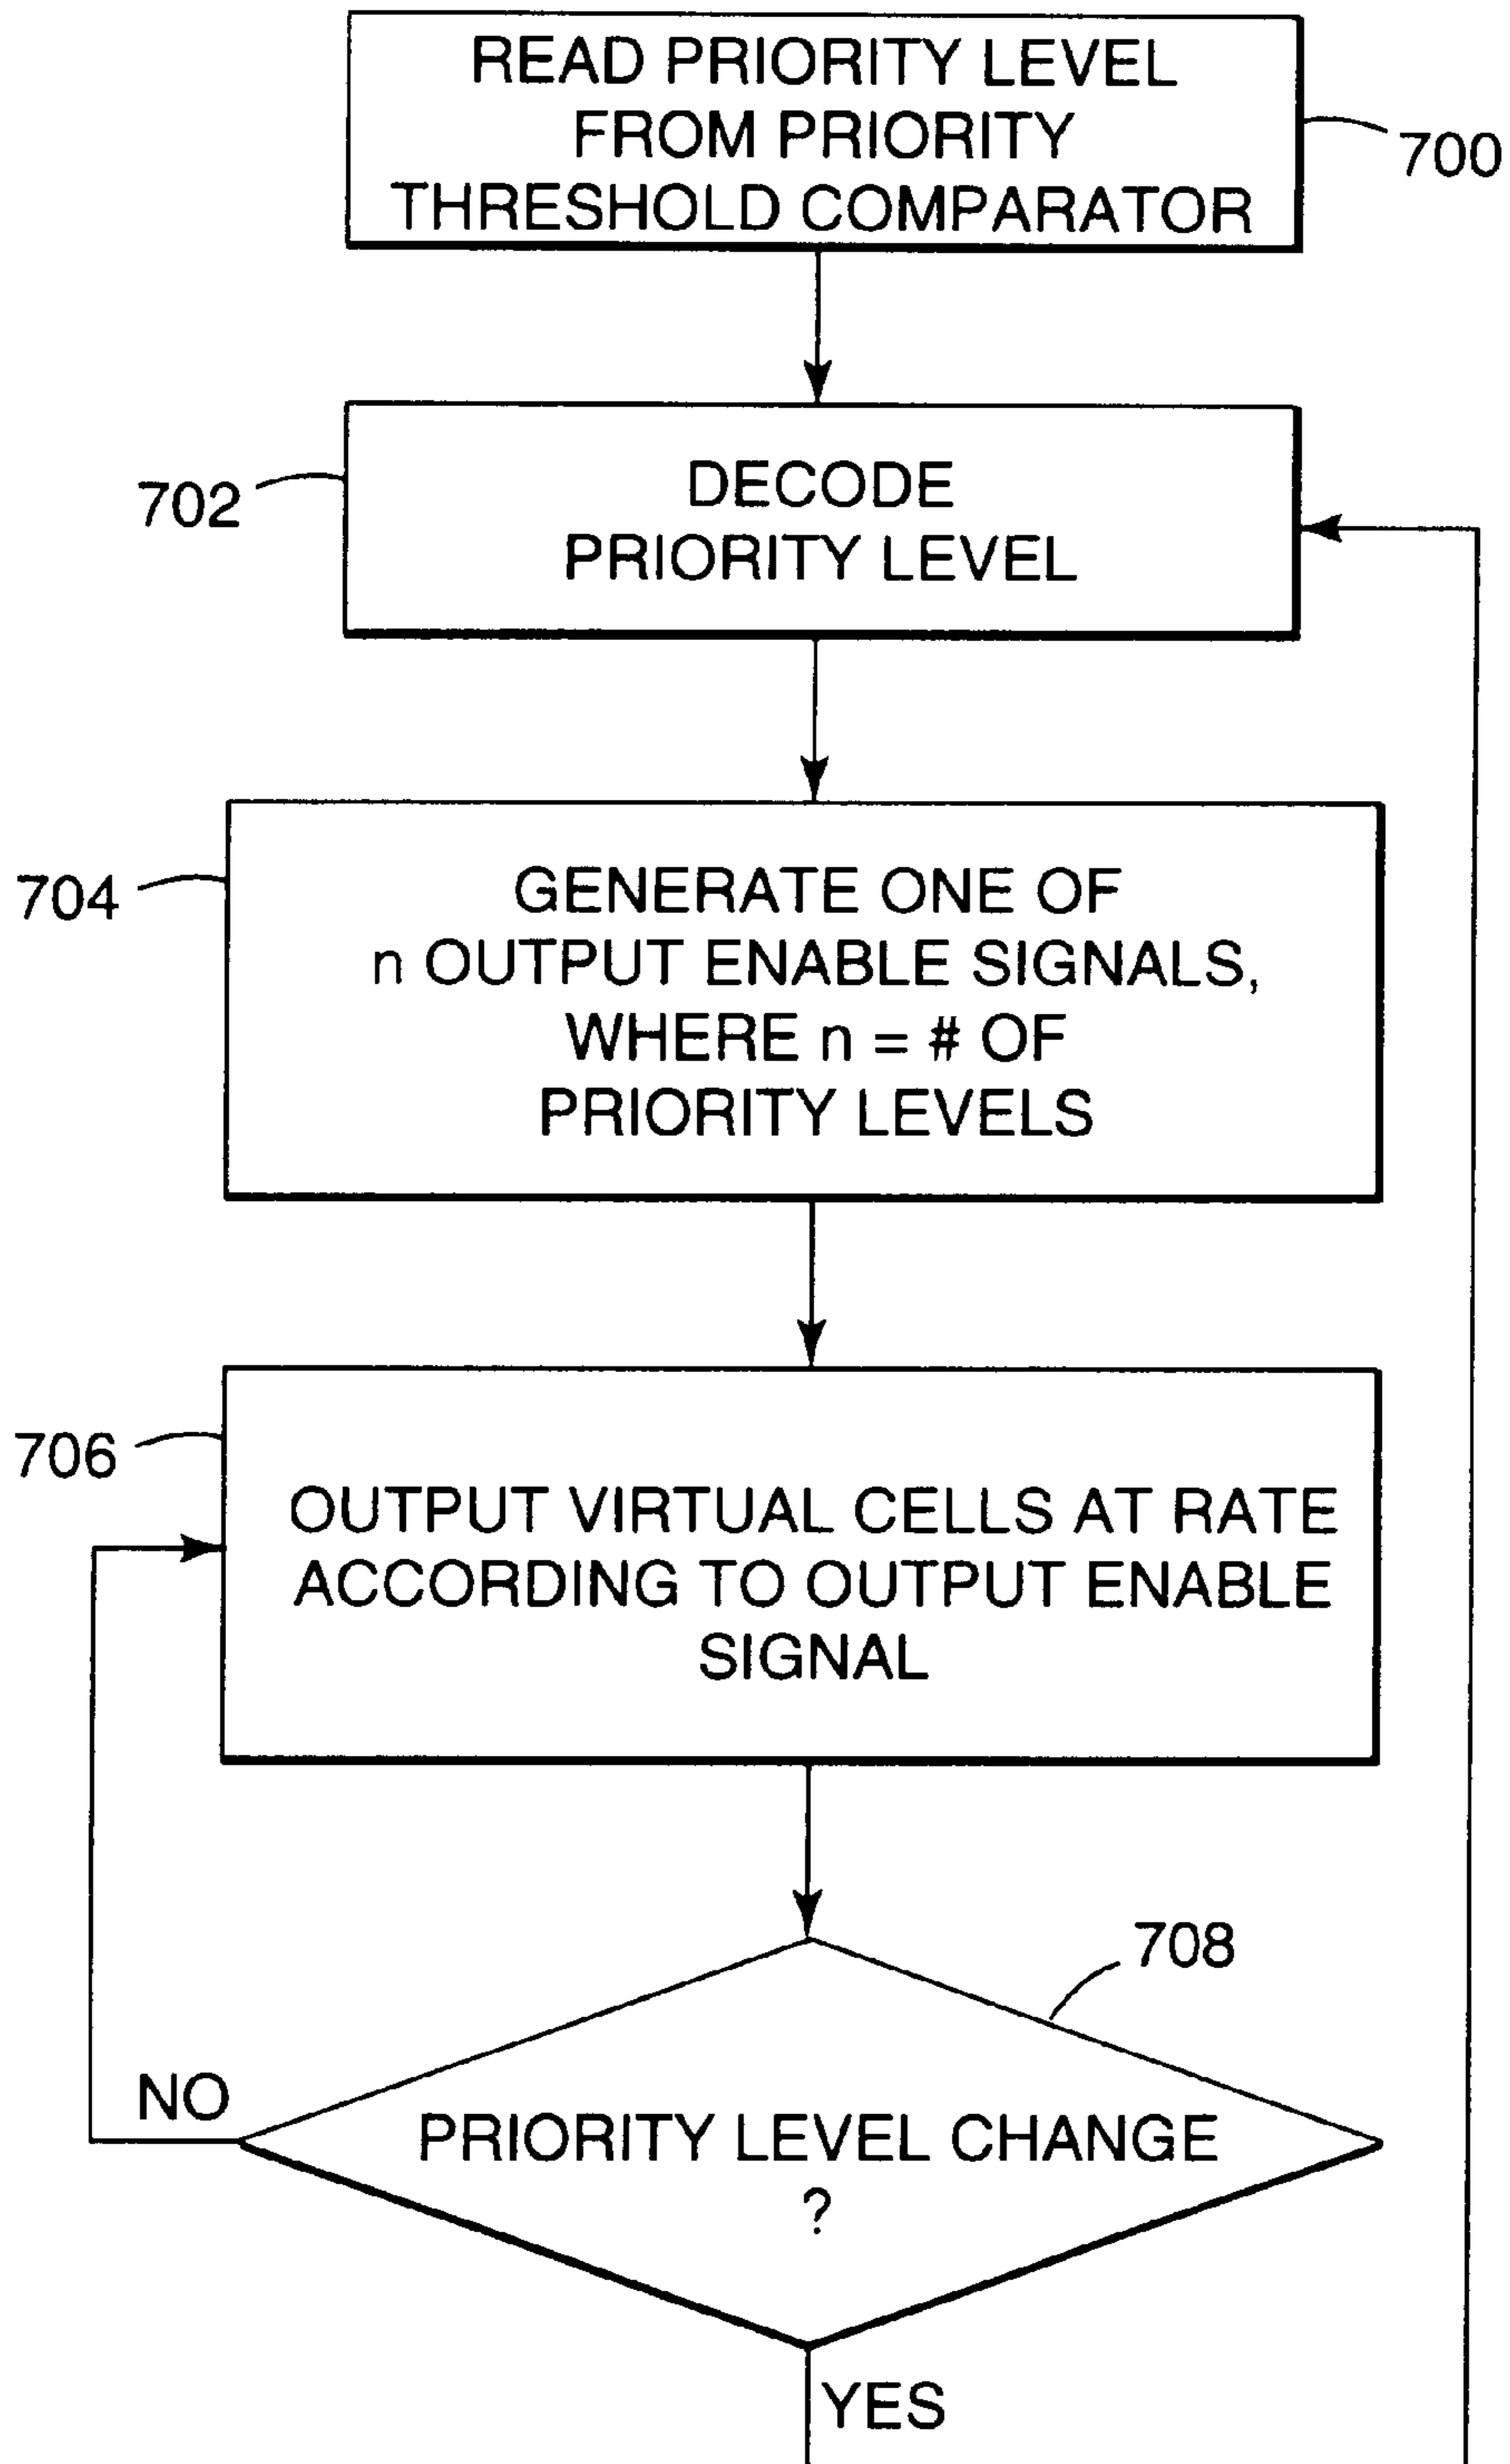 READ PRIORITY LEVEL
FROM PRIORITY
THRESHOLD COMPARATOR
700
702
DECODE
PRIORITY LEVEL
704
GENERATE ONE OF
n OUTPUT ENABLE SIGNALS,
WHERE n = # OF
PRIORITY LEVELS
706
OUTPUT VIRTUAL CELLS AT RATE
ACCORDING TO OUTPUT ENABLE
SIGNAL
708
NO
PRIORITY LEVEL CHANGE
?
YES